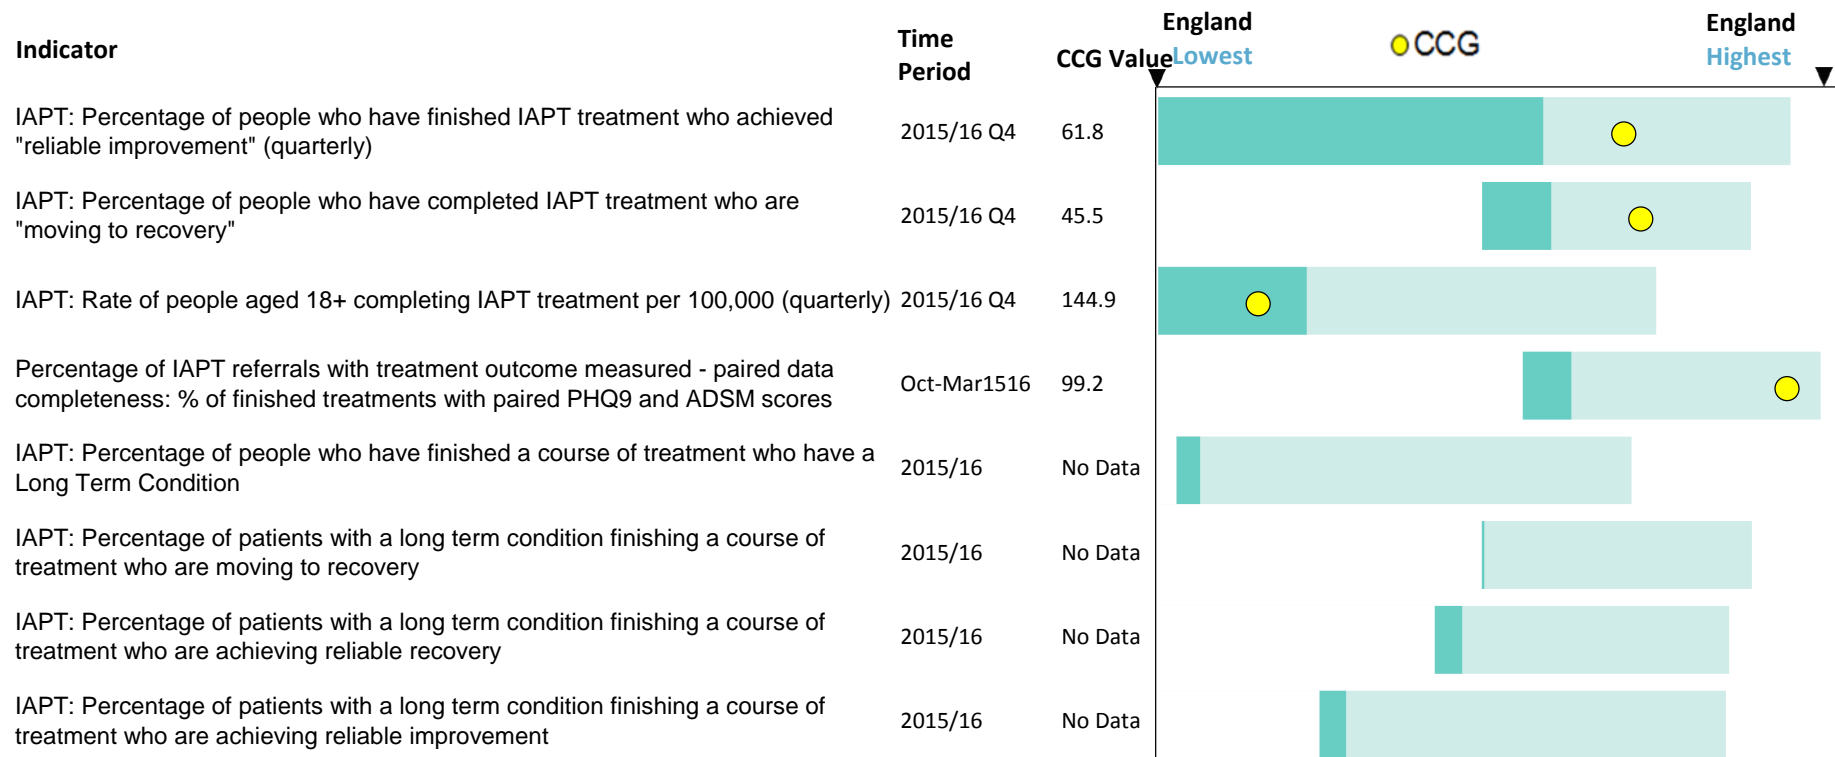 Indicator
Time Period
CCG Value
England Lowest
CCG
England Highest
IAPT: Percentage of people who have finished IAPT treatment who achieved
"reliable improvement" (quarterly)
2015/16 Q4
61.8
IAPT: Percentage of people who have completed IAPT treatment who are
"moving to recovery"
2015/16 Q4
45.5
IAPT: Rate of people aged 18+ completing IAPT treatment per 100,000 (quarterly)
2015/16 Q4
144.9
Percentage of IAPT referrals with treatment outcome measured - paired data
completeness: % of finished treatments with paired PHQ9 and ADSM scores
Oct-Mar1516
99.2
IAPT: Percentage of people who have finished a course of treatment who have a
Long Term Condition
2015/16
No Data
IAPT: Percentage of patients with a long term condition finishing a course of
treatment who are moving to recovery
2015/16
No Data
IAPT: Percentage of patients with a long term condition finishing a course of
treatment who are achieving reliable recovery
2015/16
No Data
IAPT: Percentage of patients with a long term condition finishing a course of
treatment who are achieving reliable improvement
2015/16
No Data